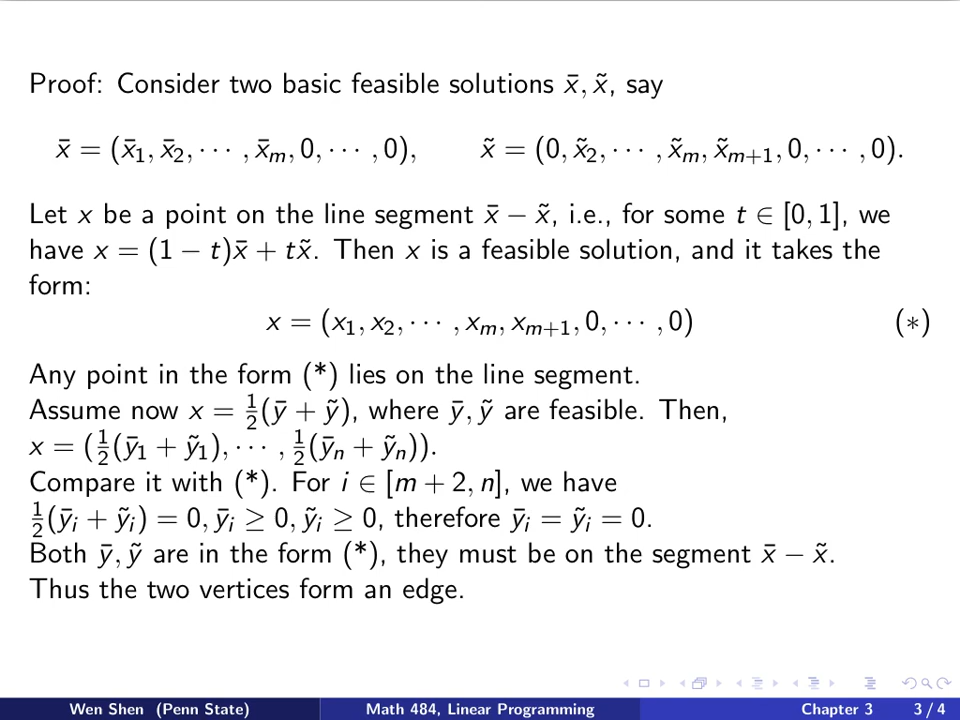 Proof: Consider two basic feasible solutions x̄, x̃, say
x̄ = (x̄₁, x̄₂, ··· , x̄ₘ, 0, ··· , 0), x̃ = (0, x̃₂, ··· , x̃ₘ, x̃ₘ₊₁, 0, ··· , 0).
Let x be a point on the line segment x̄ − x̃, i.e., for some t ∈ [0, 1], we
have x = (1 − t)x̄ + tx̃. Then x is a feasible solution, and it takes the
form:
x = (x₁, x₂, ··· , xₘ, xₘ₊₁, 0, ··· , 0) (∗)
Any point in the form (*) lies on the line segment.
Assume now x = ½(ȳ + ỹ), where ȳ, ỹ are feasible. Then,
x = (½(ȳ₁ + ỹ₁), ··· , ½(ȳₙ + ỹₙ)).
Compare it with (*). For i ∈ [m + 2, n], we have
½(ȳᵢ + ỹᵢ) = 0, ȳᵢ ≥ 0, ỹᵢ ≥ 0, therefore ȳᵢ = ỹᵢ = 0.
Both ȳ, ỹ are in the form (*), they must be on the segment x̄ − x̃.
Thus the two vertices form an edge.
Wen Shen (Penn State) Math 484, Linear Programming Chapter 3 3 / 4